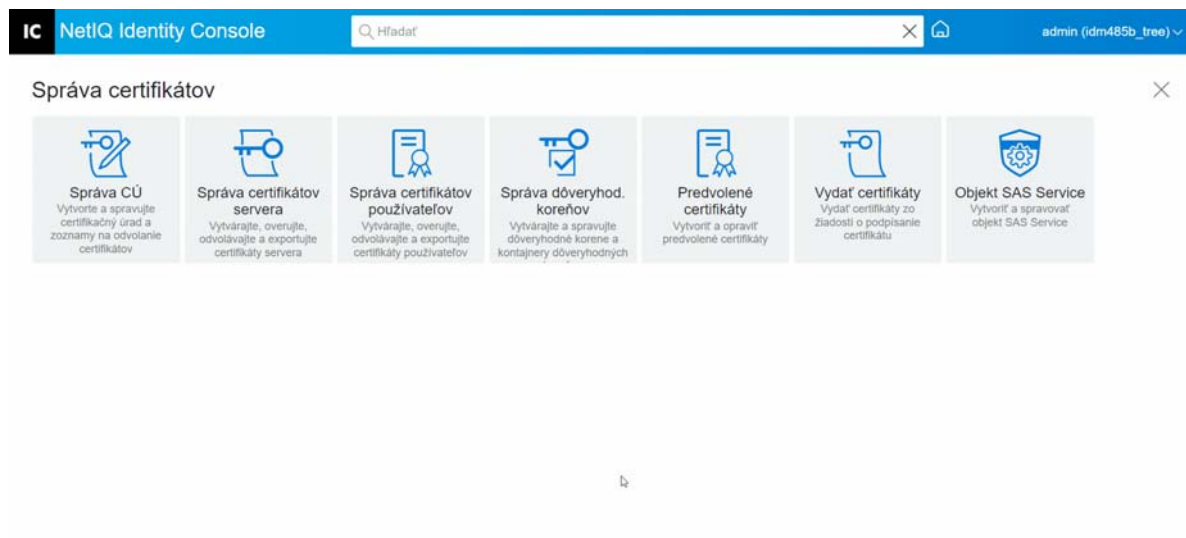 IC NetIQ Identity Console
Hľadať
admin (idm485b_tree)
Správa certifikátov
Správa CÚ
Vytvorte a spravujte
certifikačný úrad a
zoznamy na odvolanie
certifikátov
Správa certifikátov
servera
Vytvárajte, overujte,
odvolávajte a exportujte
certifikáty servera
Správa certifikátov
používateľov
Vytvárajte, overujte,
odvolávajte a exportujte
certifikáty používateľov
Správa dôveryhod.
koreňov
Vytvárajte a spravujte
dôveryhodné korene a
kontajnery dôveryhodných
Predvolené
certifikáty
Vytvoriť a opraviť
predvolené certifikáty
Vydať certifikáty
Vydať certifikáty zo
žiadosti o podpísanie
certifikátu
Objekt SAS Service
Vytvoriť a spravovať
objekt SAS Service